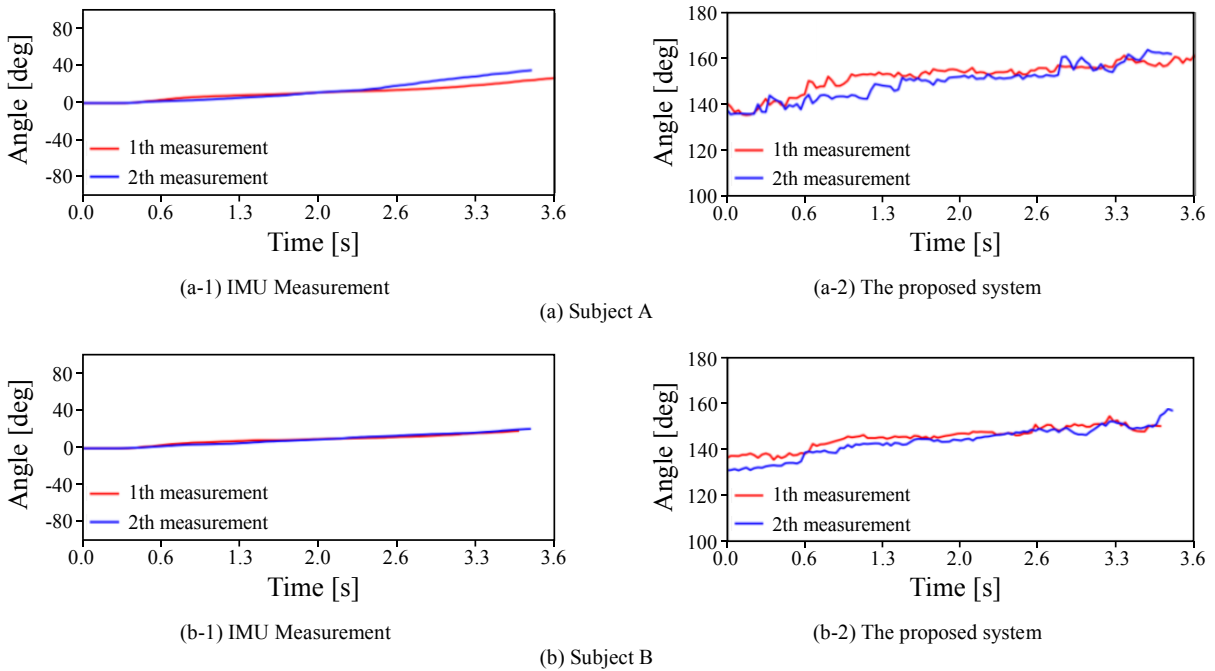 Angle [deg]
80
40
0
-40
-80
1th measurement
2th measurement
0.0 0.6 1.3 2.0 2.6 3.3 3.6
Time [s]
(a-1) IMU Measurement
Angle [deg]
180
160
140
120
100
1th measurement
2th measurement
0.0 0.6 1.3 2.0 2.6 3.3 3.6
Time [s]
(a-2) The proposed system
(a) Subject A
Angle [deg]
80
40
0
-40
-80
1th measurement
2th measurement
0.0 0.6 1.3 2.0 2.6 3.3 3.6
Time [s]
(b-1) IMU Measurement
Angle [deg]
180
160
140
120
100
1th measurement
2th measurement
0.0 0.6 1.3 2.0 2.6 3.3 3.6
Time [s]
(b-2) The proposed system
(b) Subject B